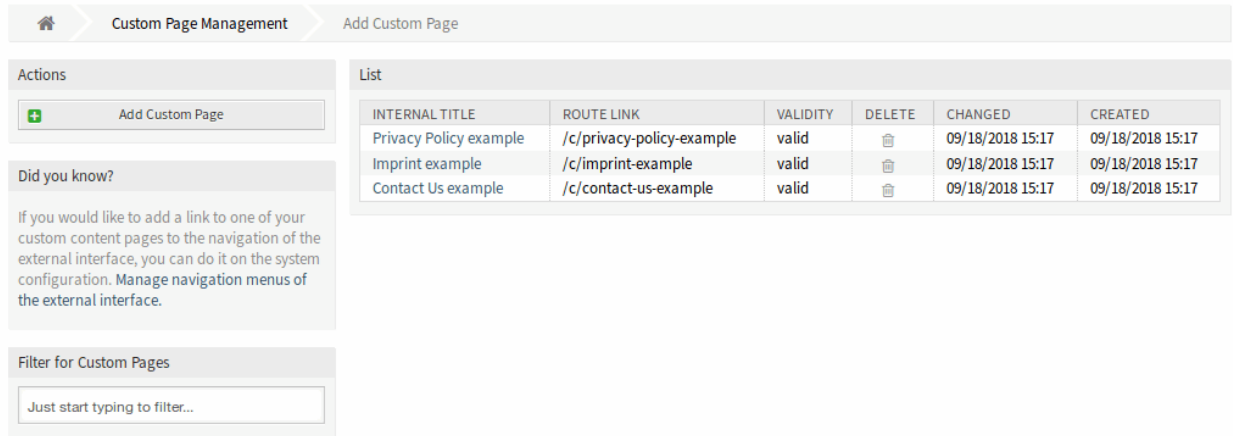 Custom Page Management Add Custom Page
Actions
Add Custom Page
Did you know?
If you would like to add a link to one of your
custom content pages to the navigation of the
external interface, you can do it on the system
configuration. Manage navigation menus of
the external interface.
Filter for Custom Pages
Just start typing to filter...
List
INTERNAL TITLE ROUTE LINK VALIDITY DELETE CHANGED CREATED
Privacy Policy example /c/privacy-policy-example valid 09/18/2018 15:17 09/18/2018 15:17
Imprint example /c/imprint-example valid 09/18/2018 15:17 09/18/2018 15:17
Contact Us example /c/contact-us-example valid 09/18/2018 15:17 09/18/2018 15:17